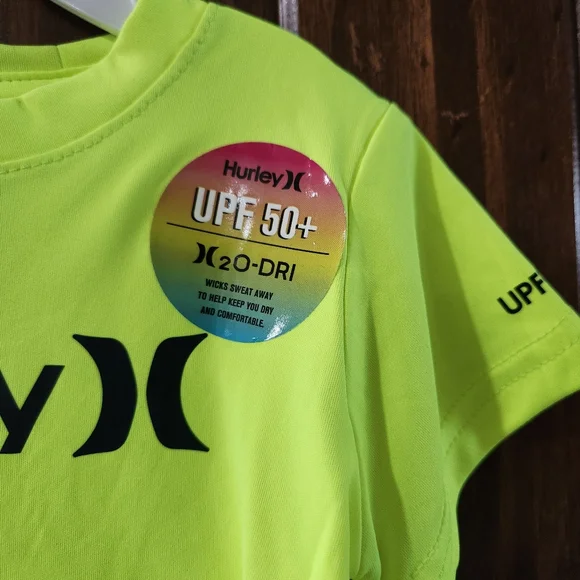 Hurley
UPF 50+
2O-DRI
WICKS SWEAT AWAY
TO HELP KEEP YOU DRY
AND COMFORTABLE.
UPF
y